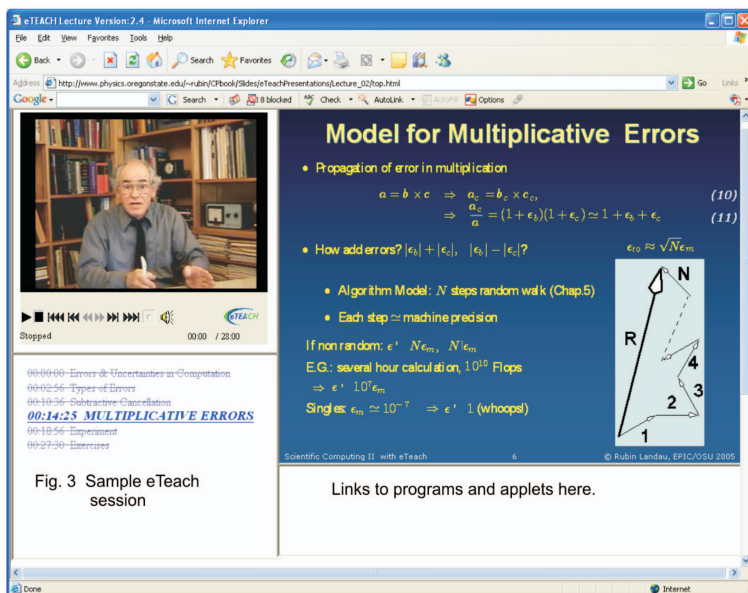 eTEACH Lecture Version:2.4 - Microsoft Internet Explorer
File Edit View Favorites Tools Help
Back Search Favorites
Address http://www.physics.oregonstate.edu/~rubin/CPbook/Slides/eTeachPresentations/Lecture_02/top.html Go Links »
Google Search 8 blocked ABC Check AutoLink AutoFill Options
eTEACH
Stopped 00:00 / 28:00
00:00:00 Errors & Uncertainties in Computation
00:02:56 Types of Errors
00:10:36 Subtractive Cancellation
00:14:25 MULTIPLICATIVE ERRORS
00:18:56 Experiment
00:27:30 Exercises
Fig. 3 Sample eTeach
session
Model for Multiplicative Errors
• Propagation of error in multiplication
a = b × c ⇒ a_c = b_c × c_c, (10)
⇒ a_c/a = (1 + ϵ_b)(1 + ϵ_c) ≃ 1 + ϵ_b + ϵ_c (11)
• How add errors? |ϵ_b| + |ϵ_c|, |ϵ_b| − |ϵ_c|? ϵ_ro ≈ √N ϵ_m
• Algorithm Model: N steps random walk (Chap.5)
• Each step ≃ machine precision
If non random: ϵ ' Nϵ_m, N!ϵ_m
E.G.: several hour calculation, 10^10 Flops
⇒ ϵ ' 10^7 ϵ_m
Singles: ϵ_m ≃ 10^−7 ⇒ ϵ ' 1 (whoops!)
N
R
4
3
2
1
Scientific Computing II with eTeach 6 © Rubin Landau, EPIC/OSU 2005
Links to programs and applets here.
Done Internet